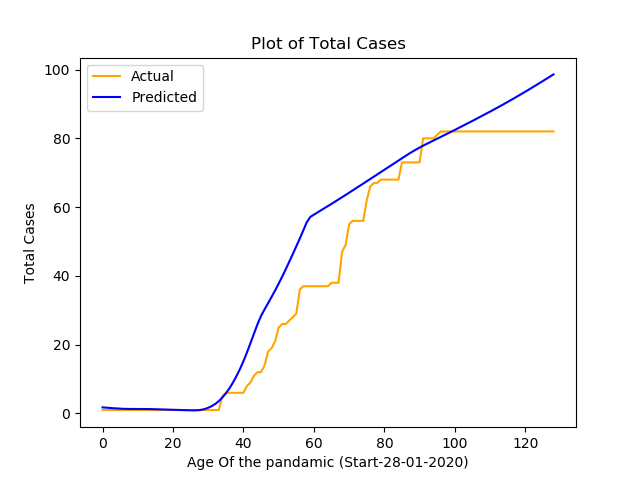 Plot of Total Cases
Actual
Predicted
100
80
60
40
20
0
Total Cases
0 20 40 60 80 100 120
Age Of the pandamic (Start-28-01-2020)